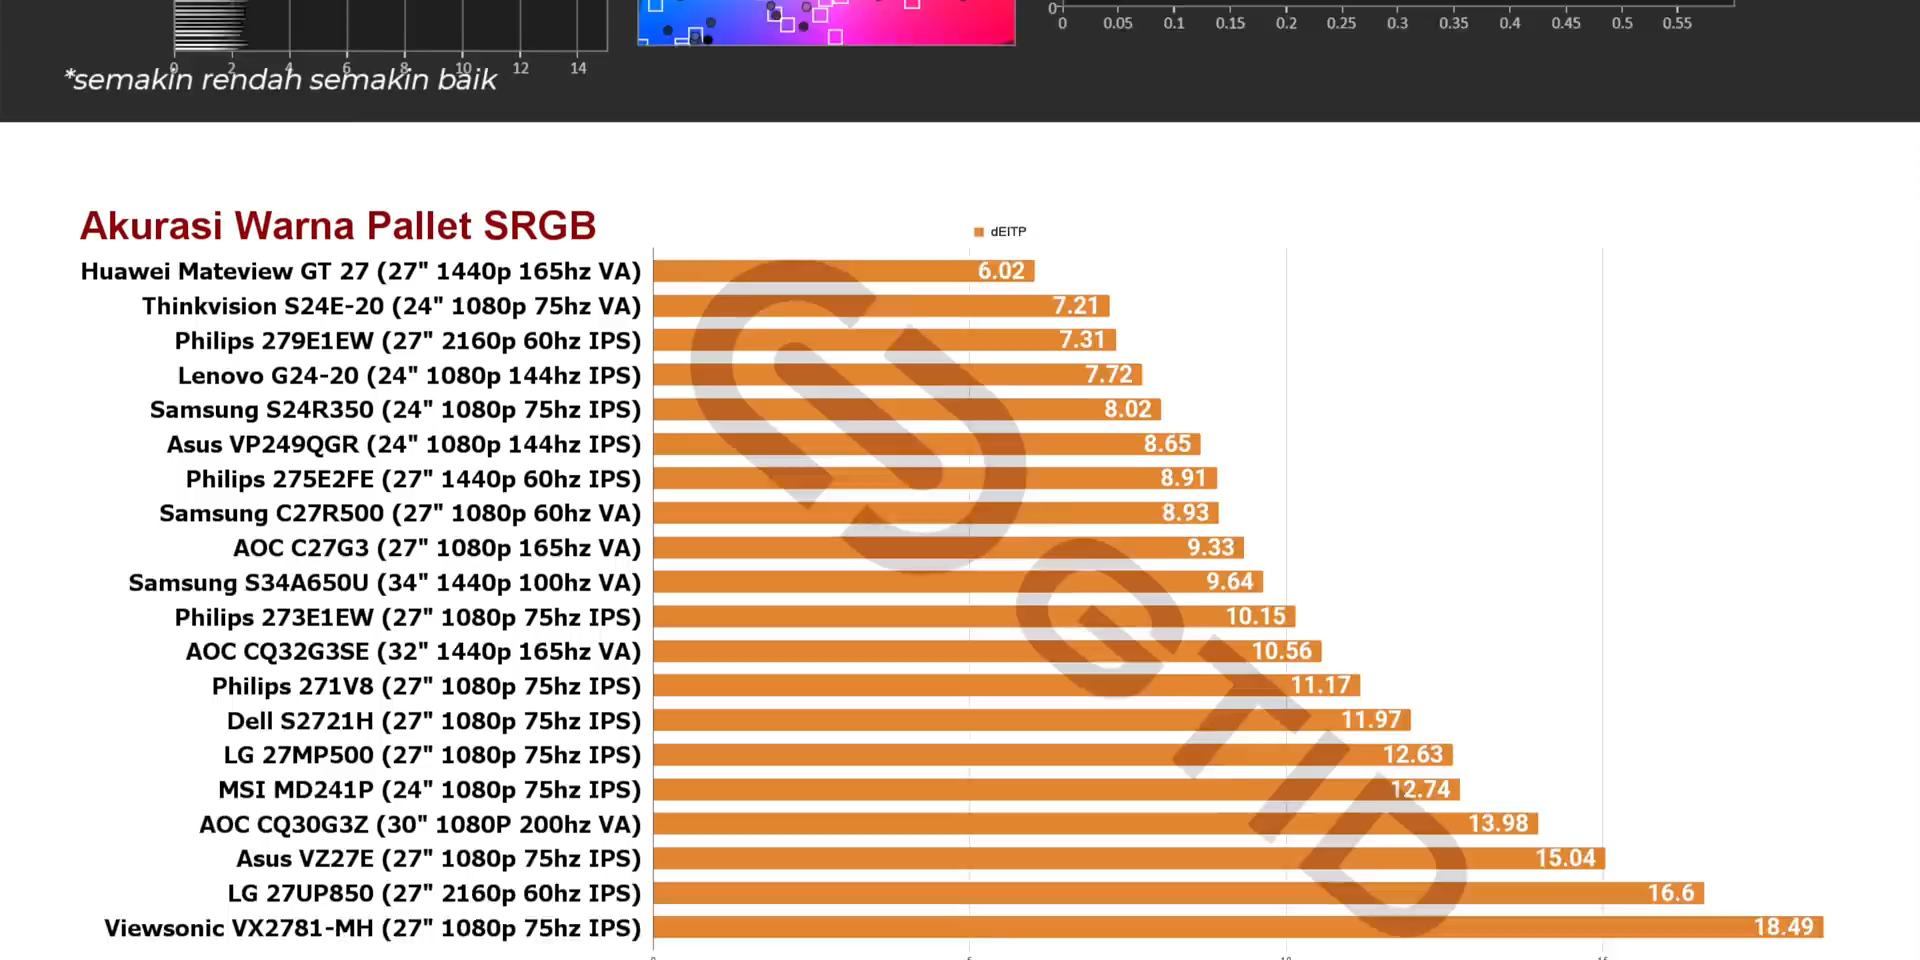 0
0 0.05 0.1 0.15 0.2 0.25 0.3 0.35 0.4 0.45 0.5 0.55
0 2 4 6 8 10 12 14
*semakin rendah semakin baik
Akurasi Warna Pallet SRGB
dEITP
Huawei Mateview GT 27 (27" 1440p 165hz VA) 6.02
Thinkvision S24E-20 (24" 1080p 75hz VA) 7.21
Philips 279E1EW (27" 2160p 60hz IPS) 7.31
Lenovo G24-20 (24" 1080p 144hz IPS) 7.72
Samsung S24R350 (24" 1080p 75hz IPS) 8.02
Asus VP249QGR (24" 1080p 144hz IPS) 8.65
Philips 275E2FE (27" 1440p 60hz IPS) 8.91
Samsung C27R500 (27" 1080p 60hz VA) 8.93
AOC C27G3 (27" 1080p 165hz VA) 9.33
Samsung S34A650U (34" 1440p 100hz VA) 9.64
Philips 273E1EW (27" 1080p 75hz IPS) 10.15
AOC CQ32G3SE (32" 1440p 165hz VA) 10.56
Philips 271V8 (27" 1080p 75hz IPS) 11.17
Dell S2721H (27" 1080p 75hz IPS) 11.97
LG 27MP500 (27" 1080p 75hz IPS) 12.63
MSI MD241P (24" 1080p 75hz IPS) 12.74
AOC CQ30G3Z (30" 1080P 200hz VA) 13.98
Asus VZ27E (27" 1080p 75hz IPS) 15.04
LG 27UP850 (27" 2160p 60hz IPS) 16.6
Viewsonic VX2781-MH (27" 1080p 75hz IPS) 18.49
GTID